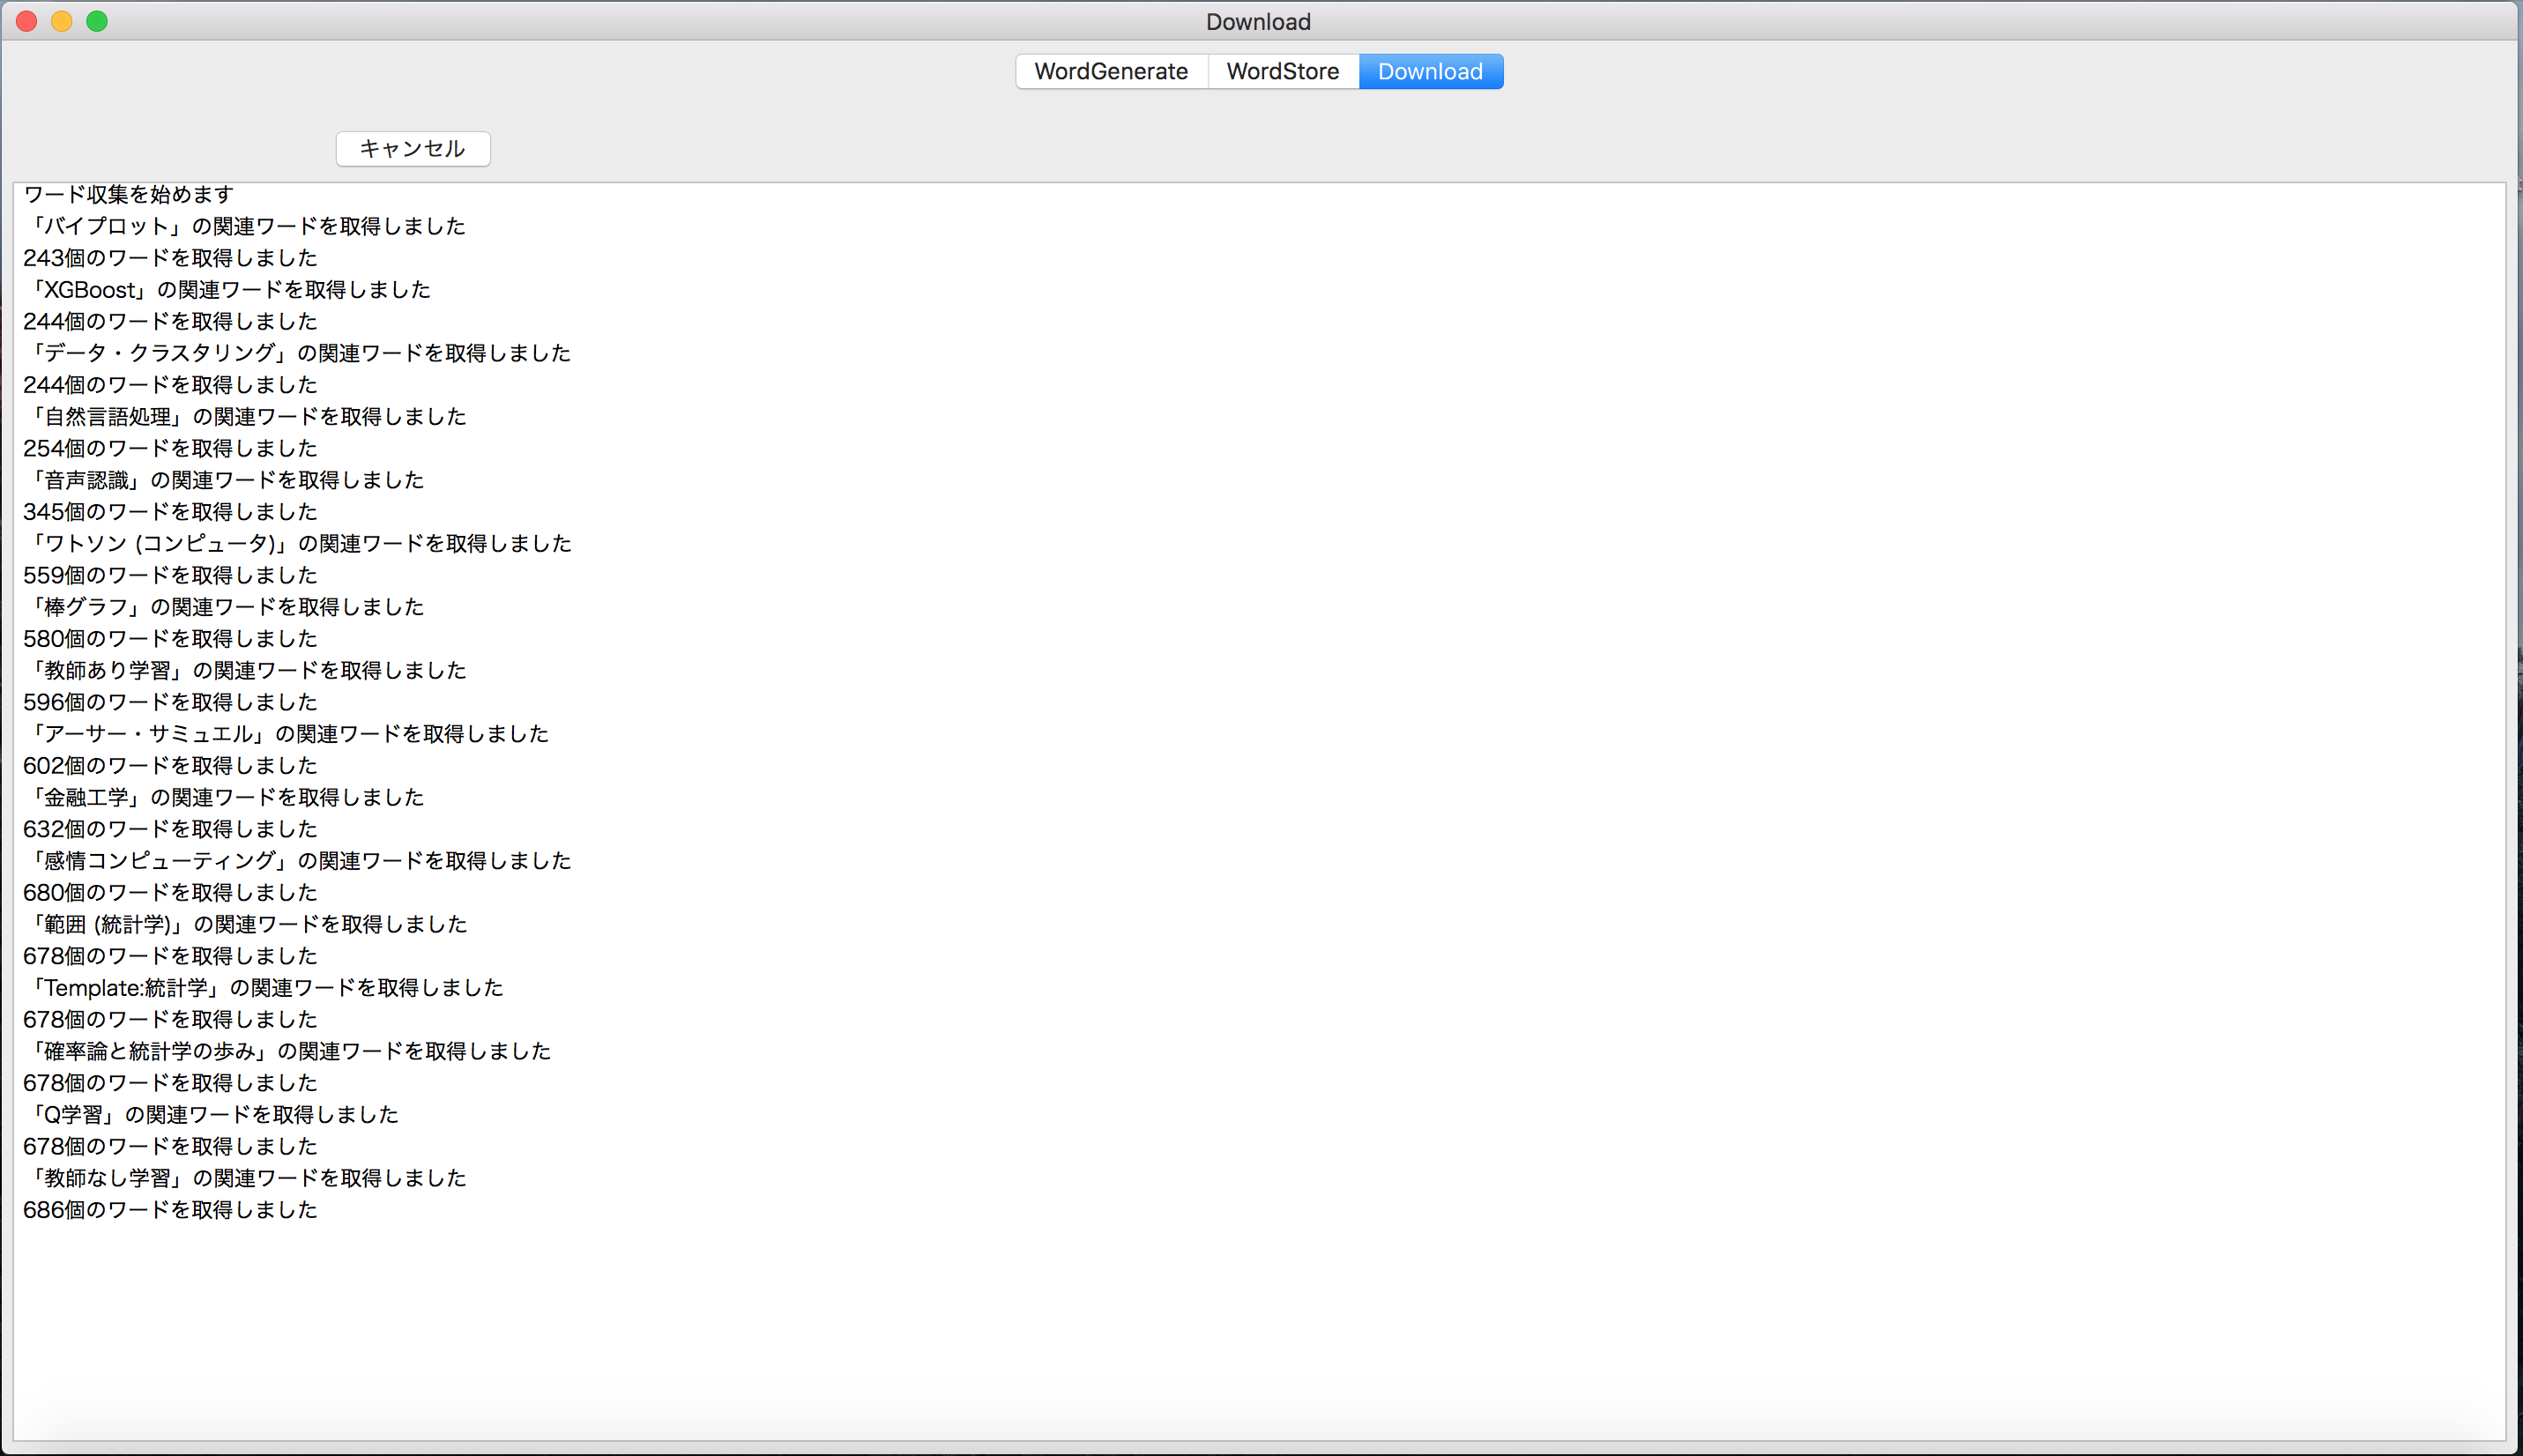 Download
WordGenerate WordStore Download
キャンセル
ワード収集を始めます
「バイプロット」の関連ワードを取得しました
243個のワードを取得しました
「XGBoost」の関連ワードを取得しました
244個のワードを取得しました
「データ・クラスタリング」の関連ワードを取得しました
244個のワードを取得しました
「自然言語処理」の関連ワードを取得しました
254個のワードを取得しました
「音声認識」の関連ワードを取得しました
345個のワードを取得しました
「ワトソン (コンピュータ)」の関連ワードを取得しました
559個のワードを取得しました
「棒グラフ」の関連ワードを取得しました
580個のワードを取得しました
「教師あり学習」の関連ワードを取得しました
596個のワードを取得しました
「アーサー・サミュエル」の関連ワードを取得しました
602個のワードを取得しました
「金融工学」の関連ワードを取得しました
632個のワードを取得しました
「感情コンピューティング」の関連ワードを取得しました
680個のワードを取得しました
「範囲 (統計学)」の関連ワードを取得しました
678個のワードを取得しました
「Template:統計学」の関連ワードを取得しました
678個のワードを取得しました
「確率論と統計学の歩み」の関連ワードを取得しました
678個のワードを取得しました
「Q学習」の関連ワードを取得しました
678個のワードを取得しました
「教師なし学習」の関連ワードを取得しました
686個のワードを取得しました